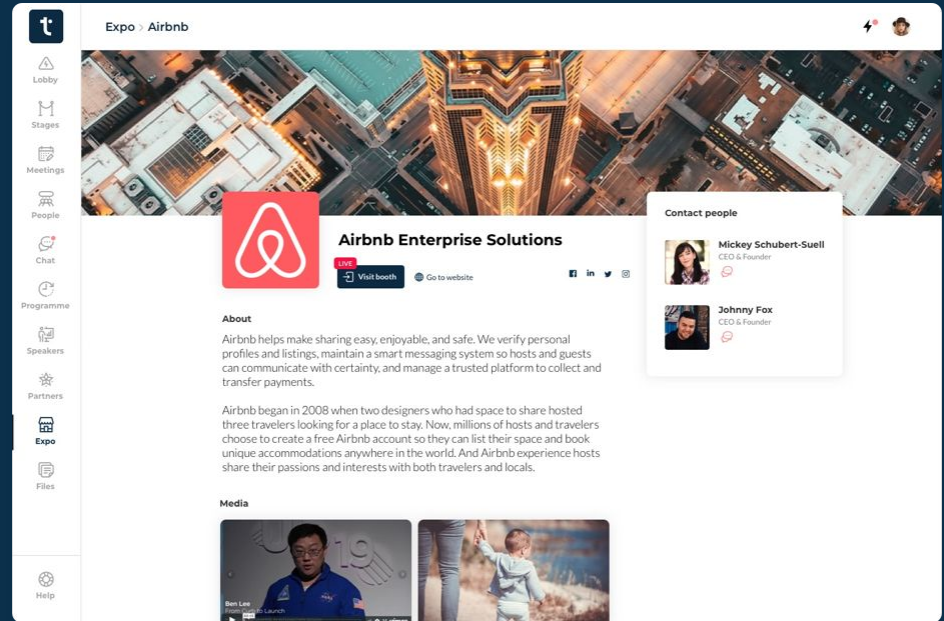 t
Expo > Airbnb
Lobby
Stages
Meetings
People
Chat
Programme
Speakers
Partners
Expo
Files
Help
Airbnb Enterprise Solutions
LIVE
Visit booth
Go to website
Contact people
Mickey Schubert-Suell
CEO & Founder
Johnny Fox
CEO & Founder
About
Airbnb helps make sharing easy, enjoyable, and safe. We verify personal
profiles and listings, maintain a smart messaging system so hosts and guests
can communicate with certainty, and manage a trusted platform to collect and
transfer payments.
Airbnb began in 2008 when two designers who had space to share hosted
three travelers looking for a place to stay. Now, millions of hosts and travelers
choose to create a free Airbnb account so they can list their space and book
unique accommodations anywhere in the world. And Airbnb experience hosts
share their passions and interests with both travelers and locals.
Media
19
NASA
Ben Lee
From Curb to Launch